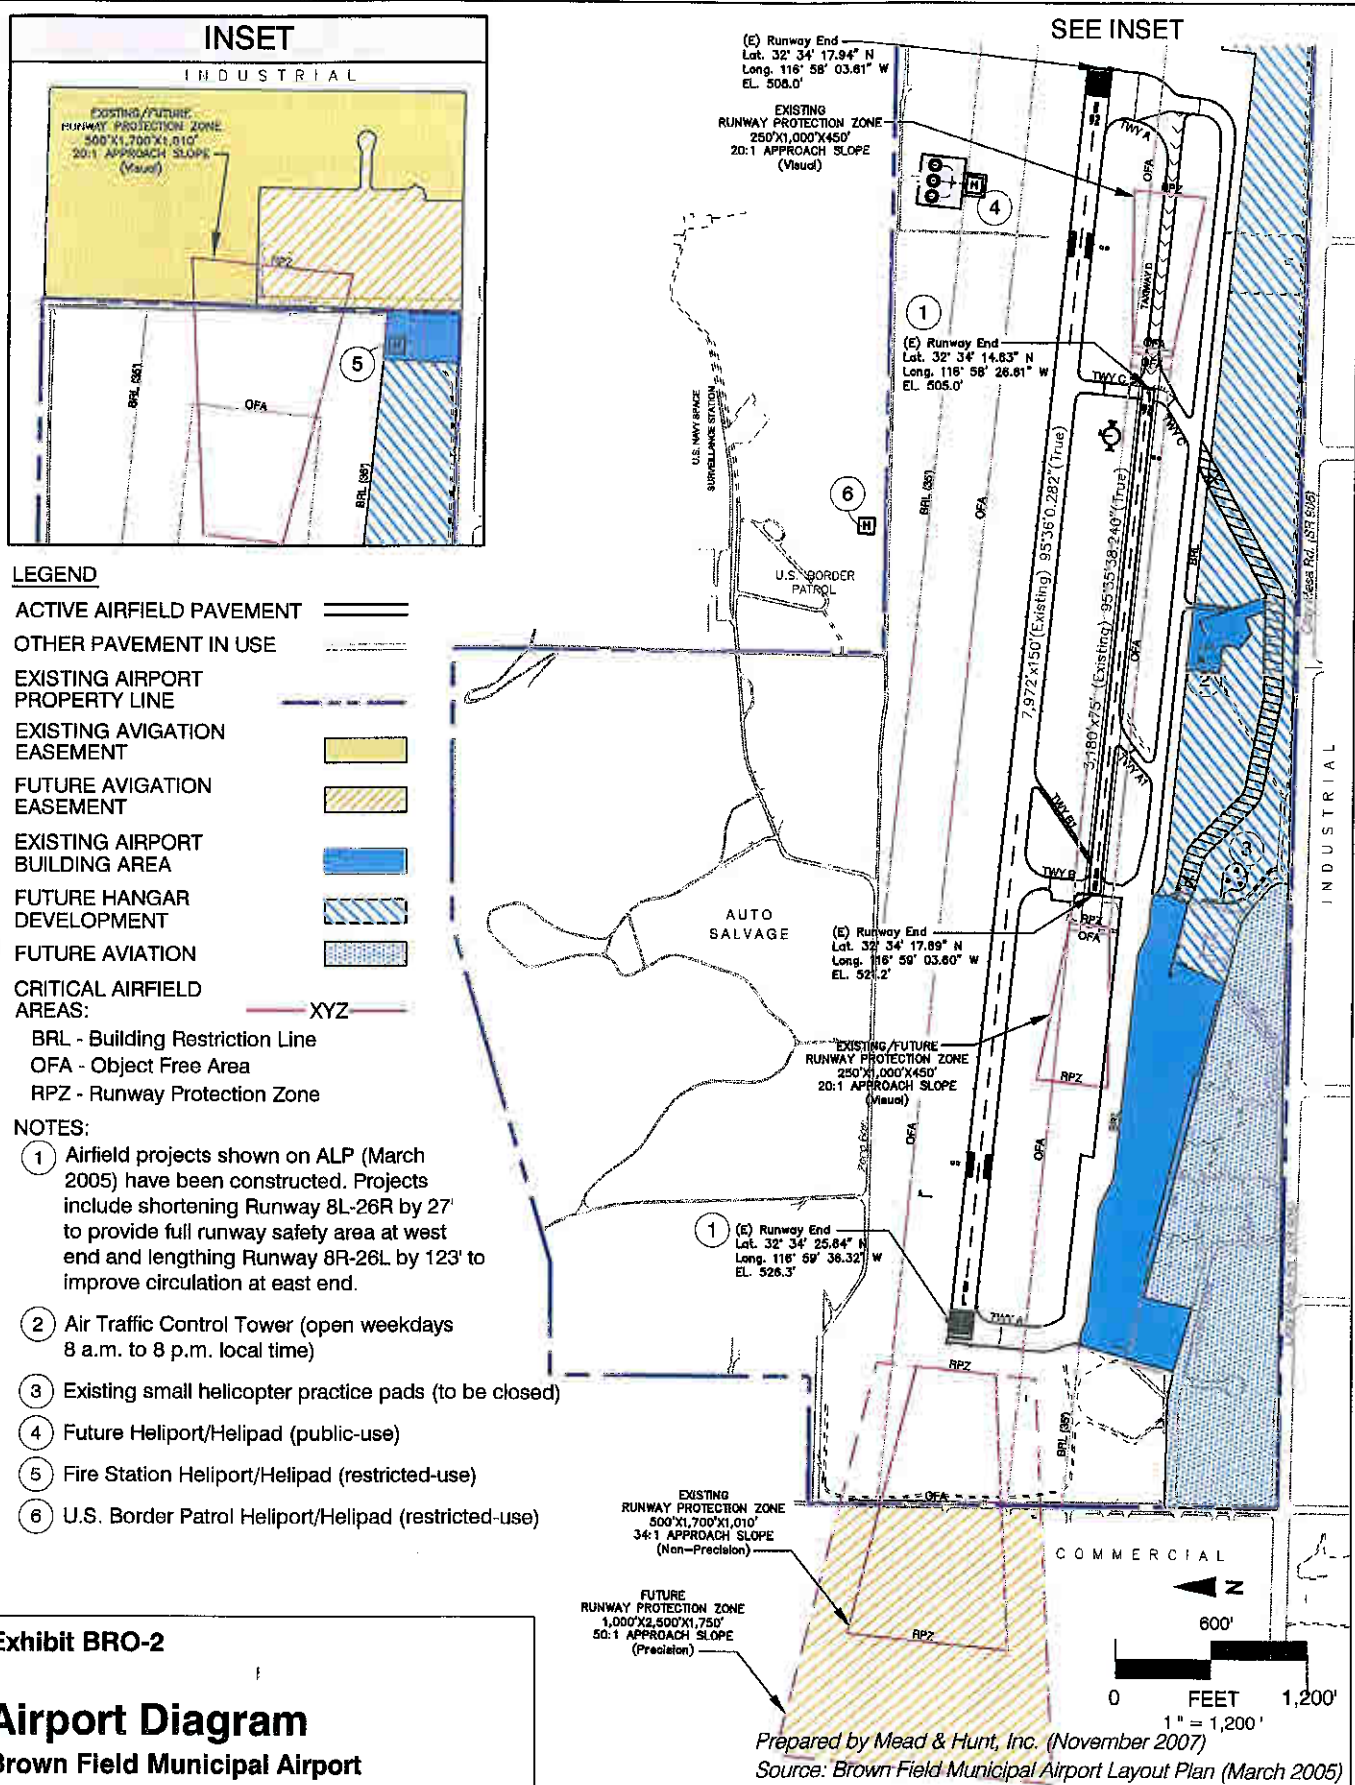 INSET
INDUSTRIAL
EXISTING/FUTURE
RUNWAY PROTECTION ZONE
500'X1,700'X1,010'
20:1 APPROACH SLOPE
(Visual)
RPZ
5
H
BRL (35')
OFA
BRL (35')
SEE INSET
(E) Runway End
Lat. 32° 34' 17.94" N
Long. 116° 58' 03.61" W
EL. 508.0'
EXISTING
RUNWAY PROTECTION ZONE
250'X1,000'X450'
20:1 APPROACH SLOPE
(Visual)
TWY A
OFA
RPZ
H
4
TAXIWAY D
1
(E) Runway End
Lat. 32° 34' 14.63" N
Long. 116° 58' 26.61" W
EL. 505.0'
OFA
TWY C
TWY C
U.S. NAVY SPACE
SURVEILLANCE STATION
6
H
BRL (35')
OFA
7,972'x150' (Existing) 95°36'0.282" (True)
3,180'x75' (Existing) 95°35'38.240" (True)
U.S. BORDER
PATROL
BRL
OFA
INDUSTRIAL
LEGEND
ACTIVE AIRFIELD PAVEMENT
OTHER PAVEMENT IN USE
EXISTING AIRPORT
PROPERTY LINE
EXISTING AVIGATION
EASEMENT
FUTURE AVIGATION
EASEMENT
EXISTING AIRPORT
BUILDING AREA
FUTURE HANGAR
DEVELOPMENT
FUTURE AVIATION
CRITICAL AIRFIELD
AREAS:
XYZ
BRL - Building Restriction Line
OFA - Object Free Area
RPZ - Runway Protection Zone
TWY A1
TWY B1
TWY B
3
AUTO
SALVAGE
(E) Runway End
Lat. 32° 34' 17.89" N
Long. 116° 59' 03.60" W
EL. 521.2'
RPZ
OFA
EXISTING/FUTURE
RUNWAY PROTECTION ZONE
250'X1,000'X450'
20:1 APPROACH SLOPE
(Visual)
RPZ
BRL
OFA
OFA
NOTES:
1 Airfield projects shown on ALP (March
2005) have been constructed. Projects
include shortening Runway 8L-26R by 27'
to provide full runway safety area at west
end and lengthing Runway 8R-26L by 123' to
improve circulation at east end.
2 Air Traffic Control Tower (open weekdays
8 a.m. to 8 p.m. local time)
3 Existing small helicopter practice pads (to be closed)
4 Future Heliport/Helipad (public-use)
5 Fire Station Heliport/Helipad (restricted-use)
6 U.S. Border Patrol Heliport/Helipad (restricted-use)
1
(E) Runway End
Lat. 32° 34' 25.64" N
Long. 116° 59' 36.32" W
EL. 526.3'
TWY A
RPZ
BRL (35')
OFA
EXISTING
RUNWAY PROTECTION ZONE
500'X1,700'X1,010'
34:1 APPROACH SLOPE
(Non-Precision)
FUTURE
RUNWAY PROTECTION ZONE
1,000'X2,500'X1,750'
50:1 APPROACH SLOPE
(Precision)
RPZ
COMMERCIAL
N
600'
0 FEET 1,200'
1" = 1,200'
Exhibit BRO-2
Airport Diagram
Brown Field Municipal Airport
Prepared by Mead & Hunt, Inc. (November 2007)
Source: Brown Field Municipal Airport Layout Plan (March 2005)